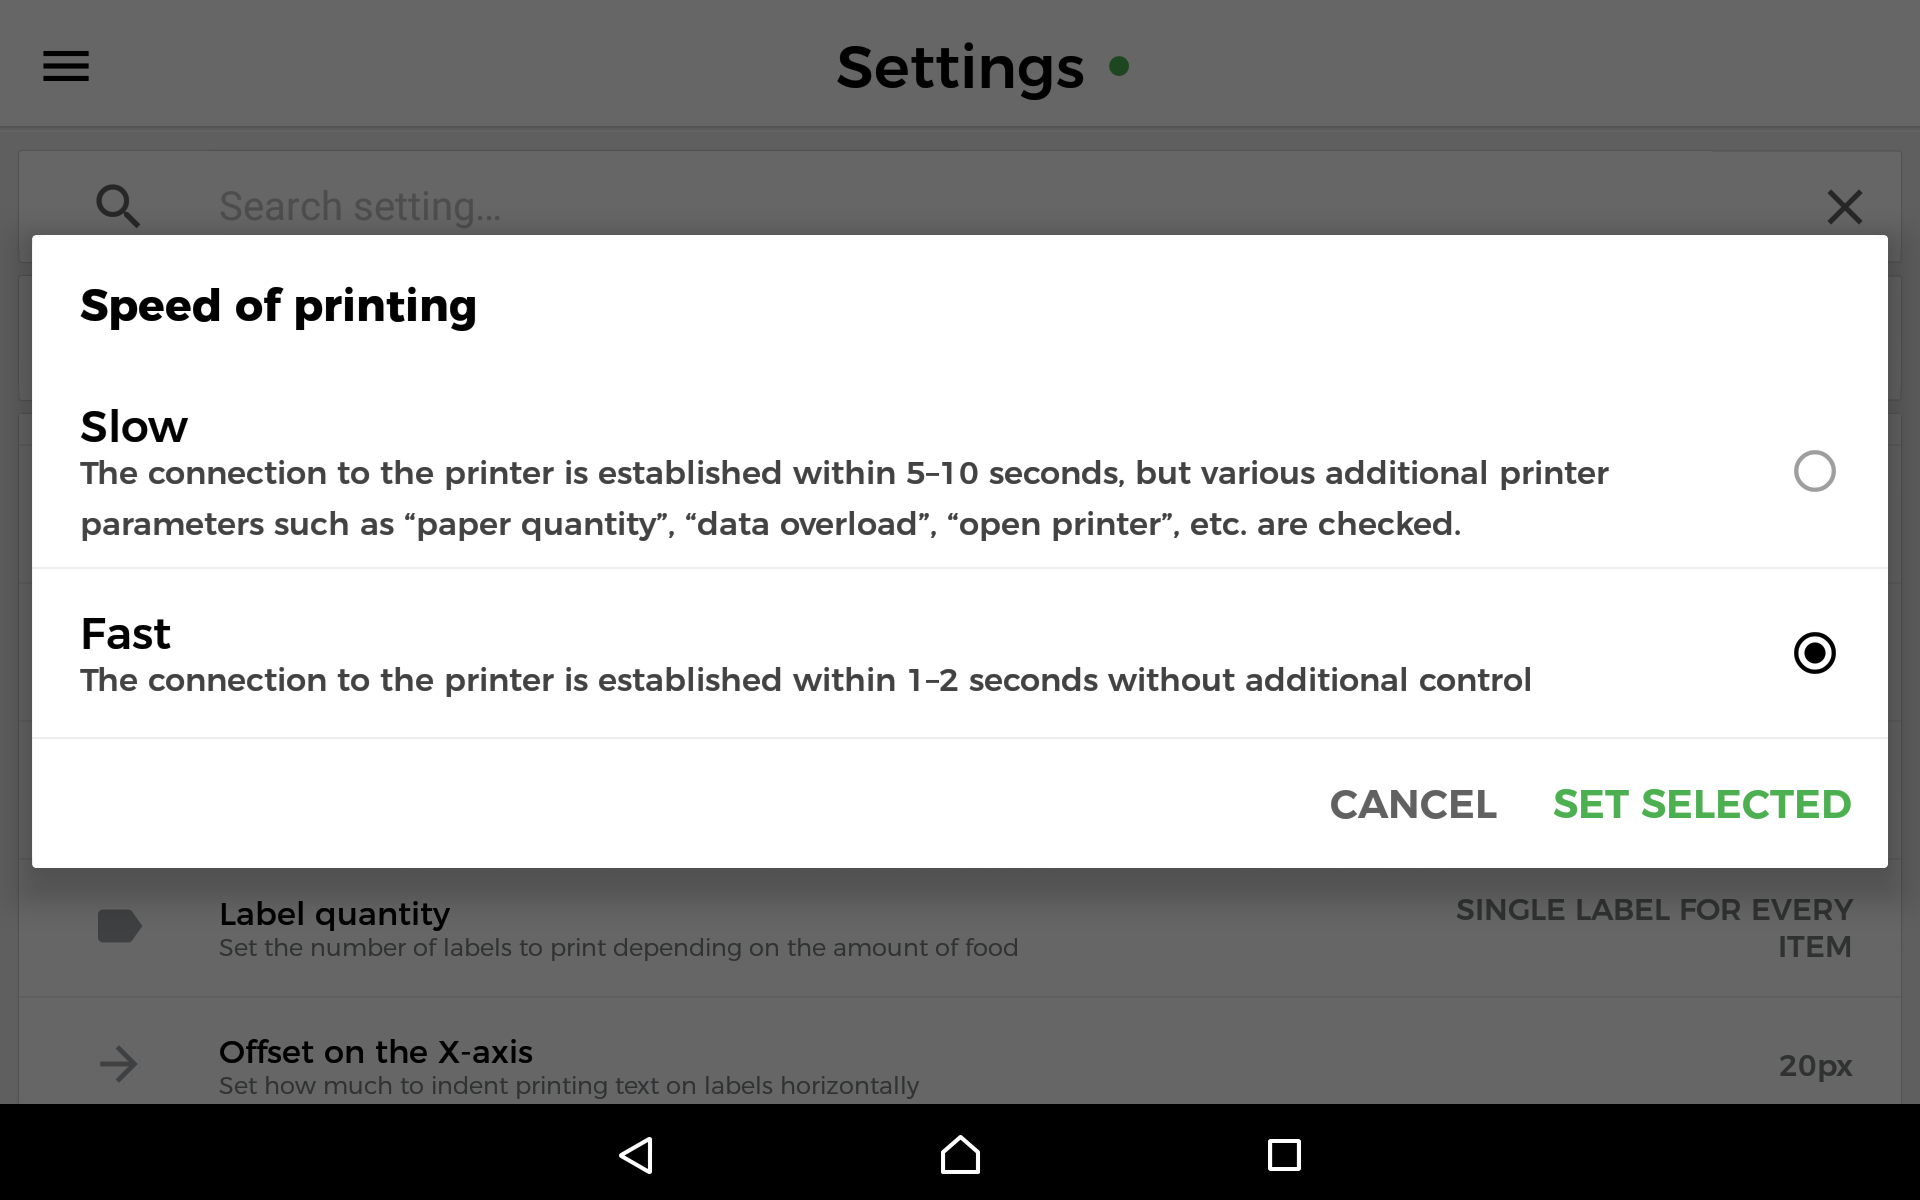 Settings
Search setting...
Speed of printing
Slow
The connection to the printer is established within 5–10 seconds, but various additional printer
parameters such as “paper quantity”, “data overload”, “open printer”, etc. are checked.
Fast
The connection to the printer is established within 1–2 seconds without additional control
CANCEL SET SELECTED
Label quantity
Set the number of labels to print depending on the amount of food
SINGLE LABEL FOR EVERY
ITEM
Offset on the X-axis
Set how much to indent printing text on labels horizontally
20px